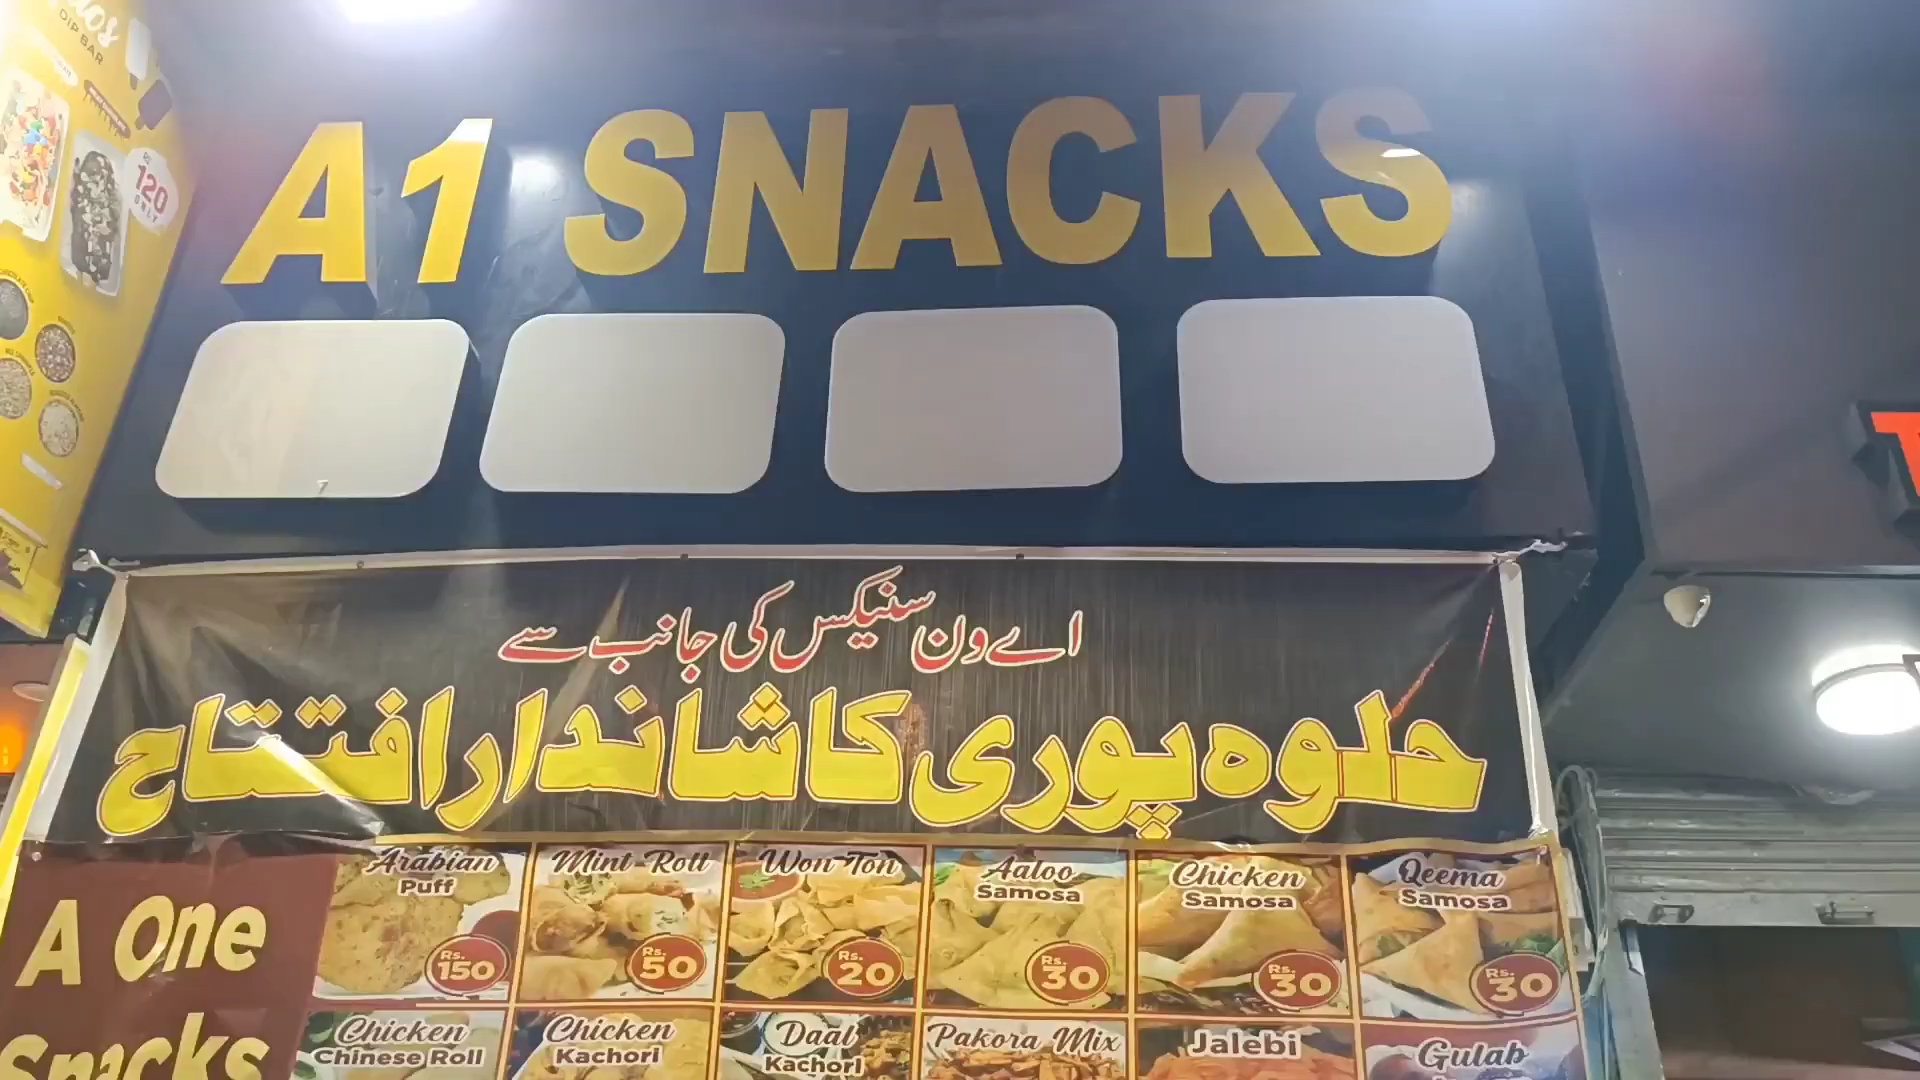 DIP BAR
Rs
120
ONLY
A1 SNACKS
اے ون سنیکس کی جانب سے
حلوہ پوری کا شاندار افتتاح
A One
Snacks
Arabian
Puff
Rs.
150
Mint Roll
Rs.
50
Won Ton
Rs.
20
Aaloo
Samosa
Rs.
30
Chicken
Samosa
Rs.
30
Qeema
Samosa
Rs.
30
Chicken
Chinese Roll
Chicken
Kachori
Daal
Kachori
Pakora Mix
Jalebi
Gulab